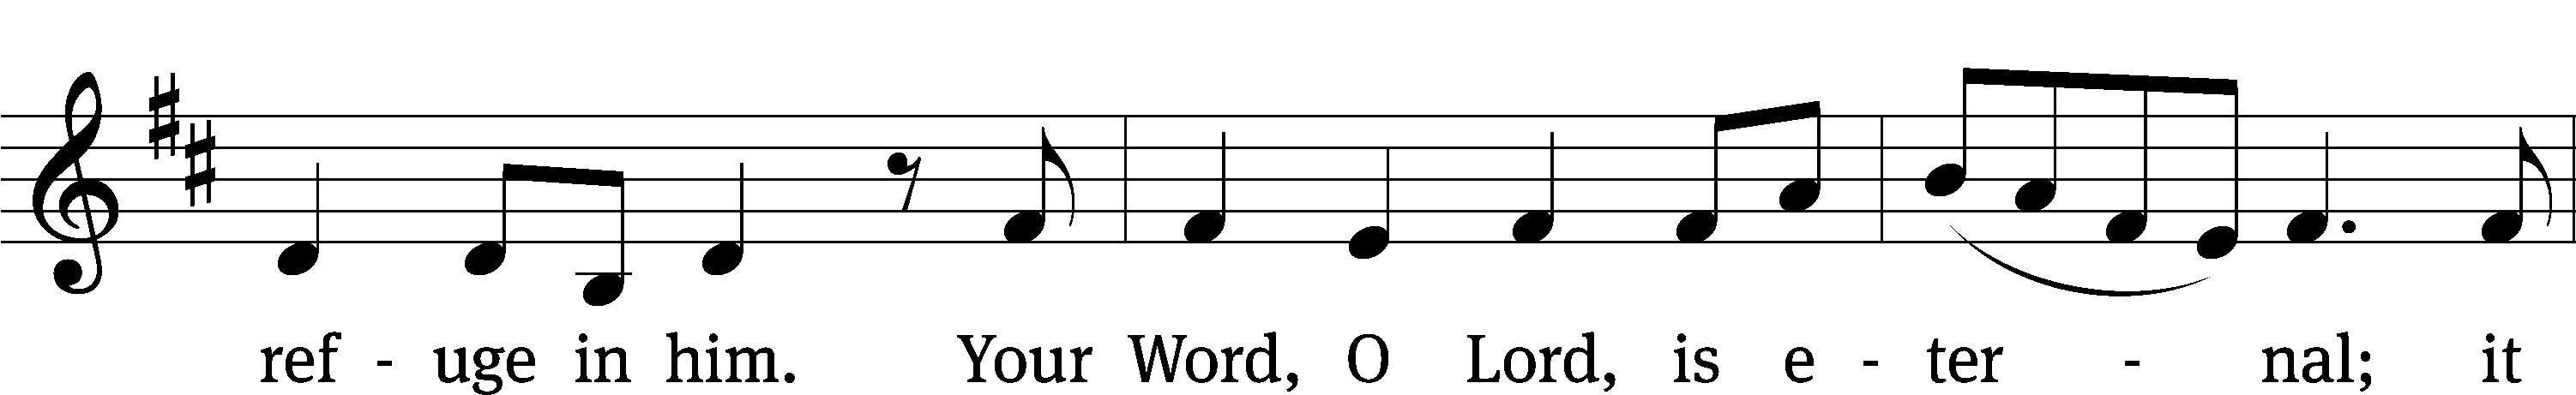 ref - uge in him. Your Word, O Lord, is e - ter - nal; it